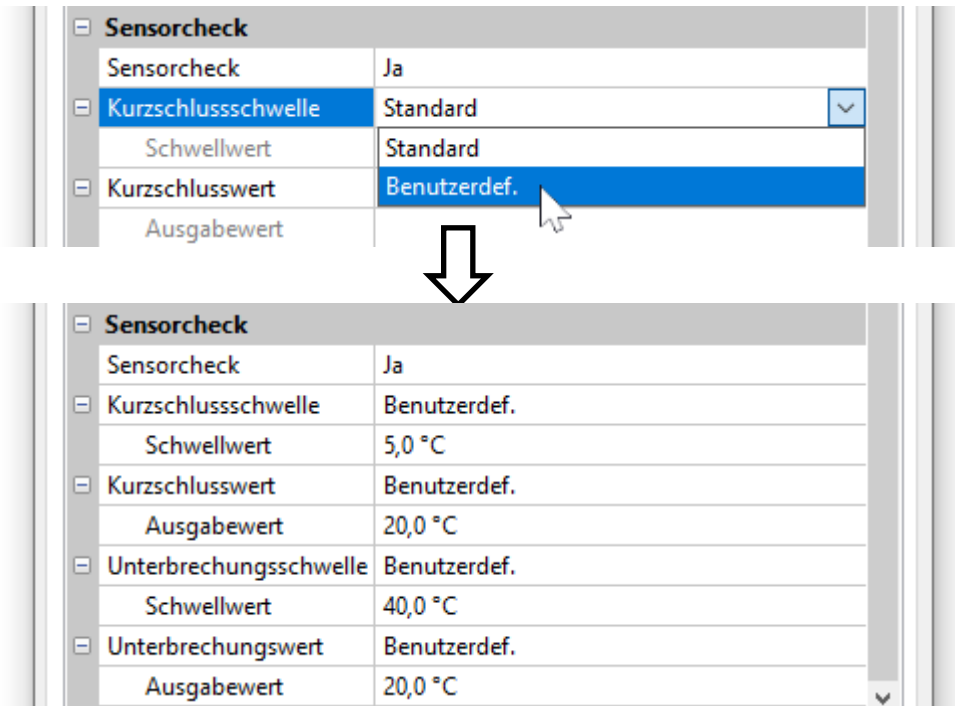 Sensorcheck
Sensorcheck Ja
Kurzschlussschwelle Standard
Schwellwert Standard
Kurzschlusswert Benutzerdef.
Ausgabewert
Sensorcheck
Sensorcheck Ja
Kurzschlussschwelle Benutzerdef.
Schwellwert 5,0 °C
Kurzschlusswert Benutzerdef.
Ausgabewert 20,0 °C
Unterbrechungsschwelle Benutzerdef.
Schwellwert 40,0 °C
Unterbrechungswert Benutzerdef.
Ausgabewert 20,0 °C